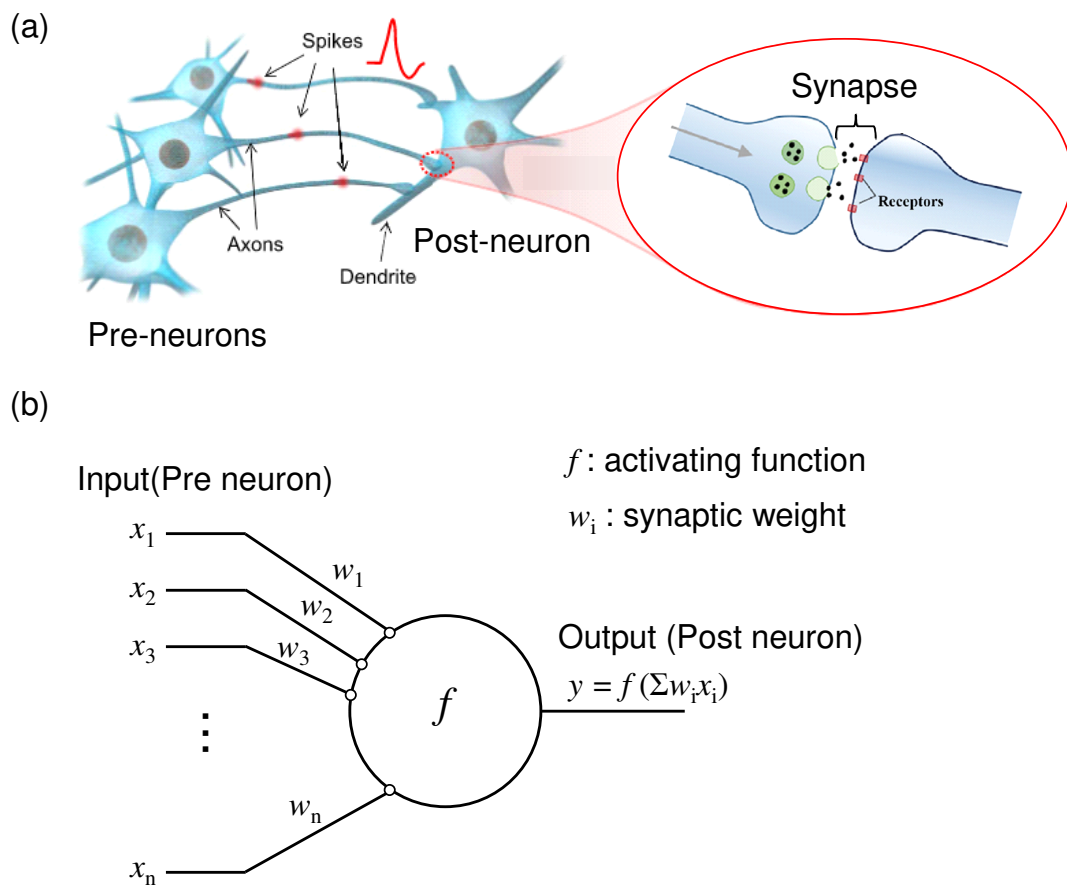 (a)
Spikes
Synapse
Receptors
Axons
Post-neuron
Dendrite
Pre-neurons
(b)
Input(Pre neuron)
f : activating function
wᵢ : synaptic weight
x₁
w₁
x₂
w₂
x₃
w₃
⋮
f
Output (Post neuron)
y = f (Σwᵢxᵢ)
wₙ
xₙ